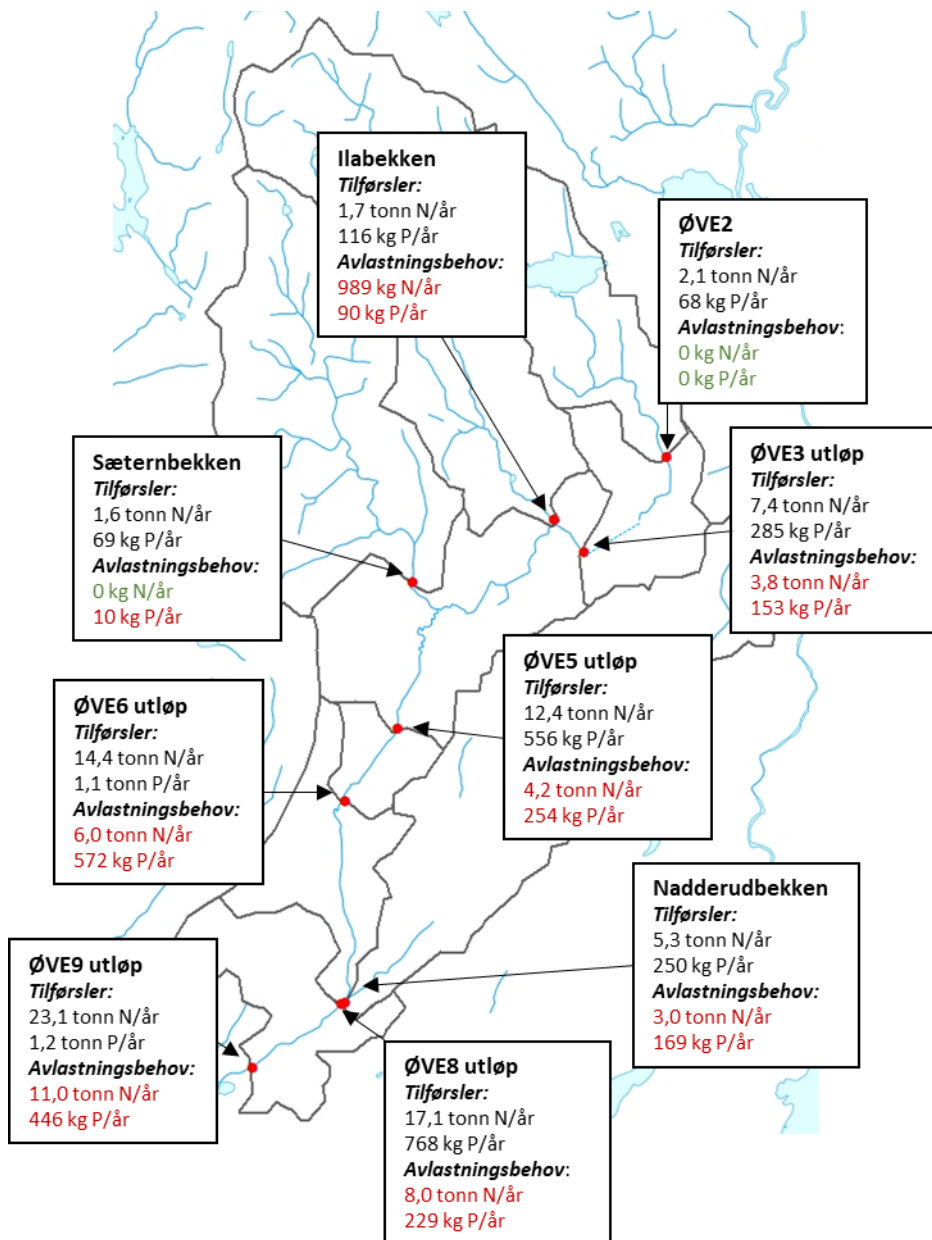 Ilabekken
Tilførsler:
1,7 tonn N/år
116 kg P/år
Avlastningsbehov:
989 kg N/år
90 kg P/år
ØVE2
Tilførsler:
2,1 tonn N/år
68 kg P/år
Avlastningsbehov:
0 kg N/år
0 kg P/år
Sæternbekken
Tilførsler:
1,6 tonn N/år
69 kg P/år
Avlastningsbehov:
0 kg N/år
10 kg P/år
ØVE3 utløp
Tilførsler:
7,4 tonn N/år
285 kg P/år
Avlastningsbehov:
3,8 tonn N/år
153 kg P/år
ØVE5 utløp
Tilførsler:
12,4 tonn N/år
556 kg P/år
Avlastningsbehov:
4,2 tonn N/år
254 kg P/år
ØVE6 utløp
Tilførsler:
14,4 tonn N/år
1,1 tonn P/år
Avlastningsbehov:
6,0 tonn N/år
572 kg P/år
Nadderudbekken
Tilførsler:
5,3 tonn N/år
250 kg P/år
Avlastningsbehov:
3,0 tonn N/år
169 kg P/år
ØVE9 utløp
Tilførsler:
23,1 tonn N/år
1,2 tonn P/år
Avlastningsbehov:
11,0 tonn N/år
446 kg P/år
ØVE8 utløp
Tilførsler:
17,1 tonn N/år
768 kg P/år
Avlastningsbehov:
8,0 tonn N/år
229 kg P/år